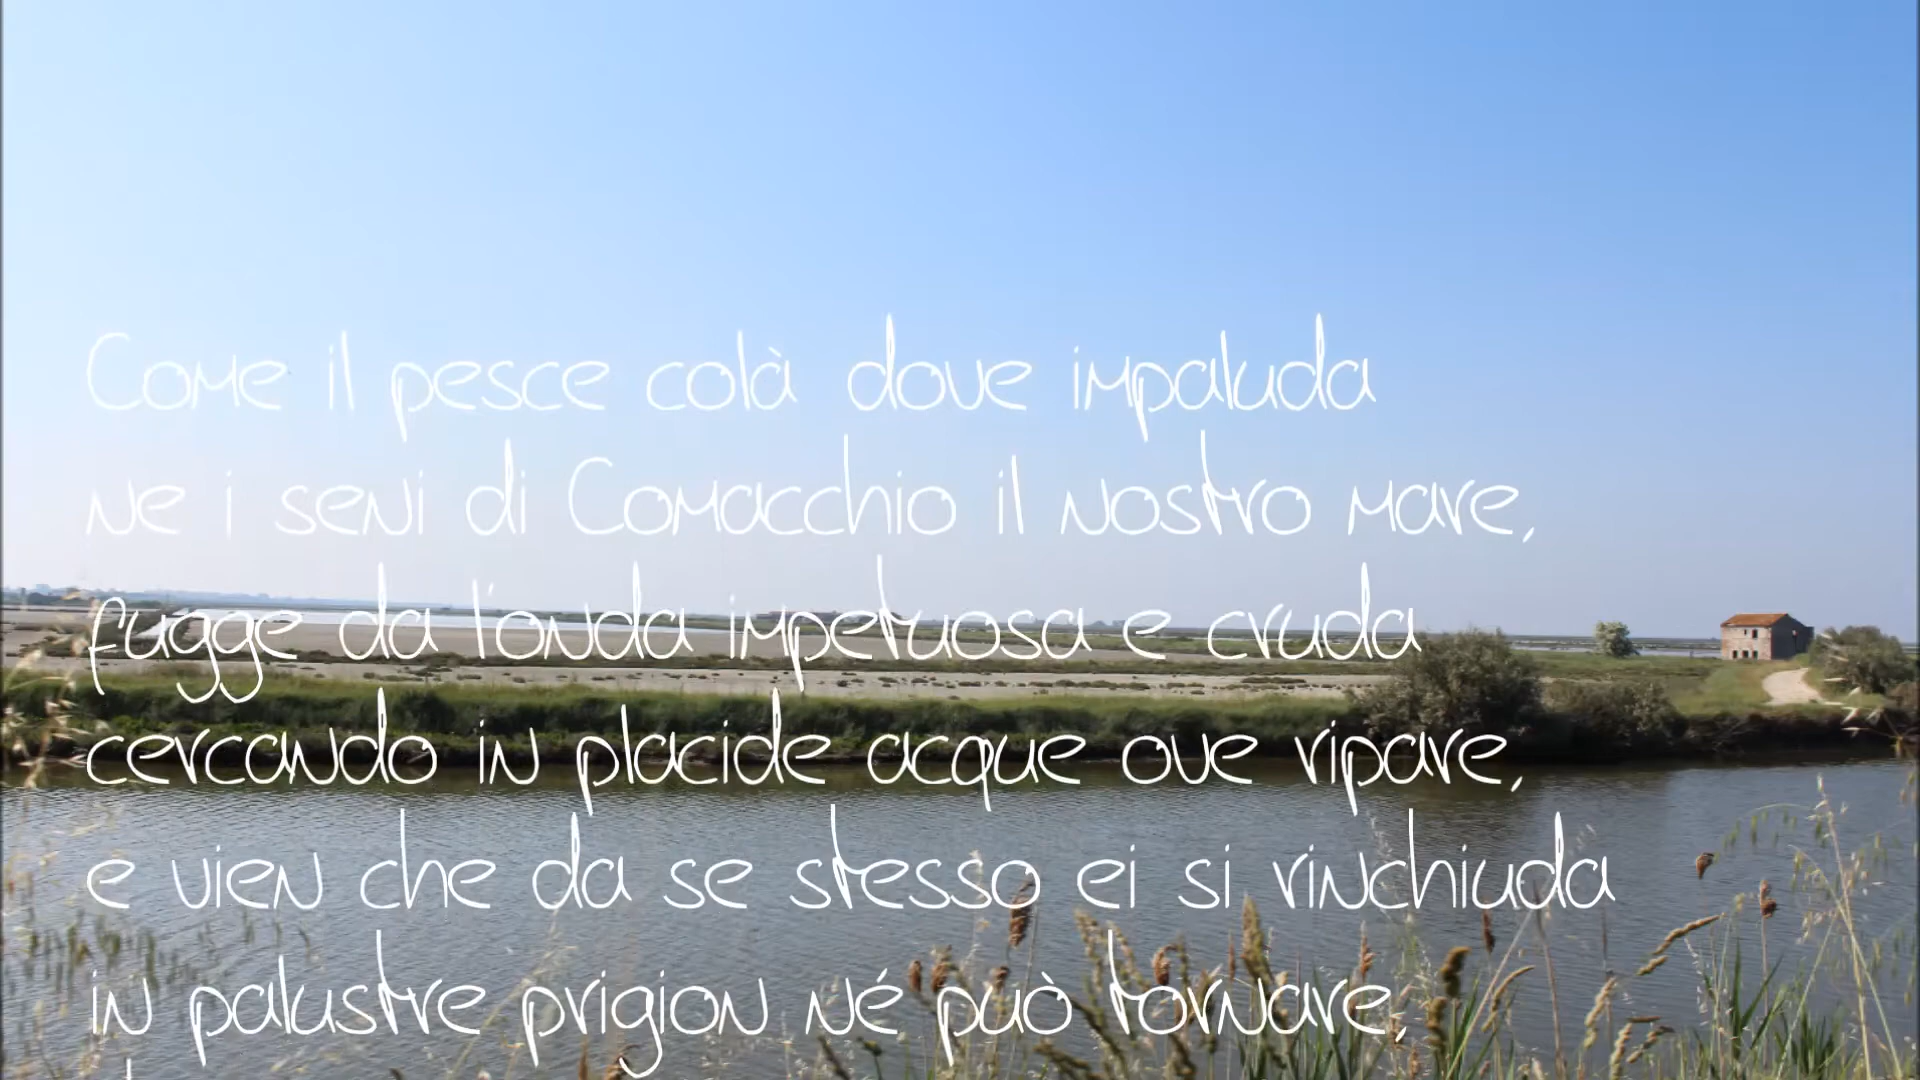 Come il pesce colà dove impaluda
ne i seni di Comacchio il nostro mare,
fugge da l'onda impetuosa e cruda
cercando in placide acque ove ripare,
e vien che da se stesso ei si rinchiuda
in palustre prigion né può tornare,